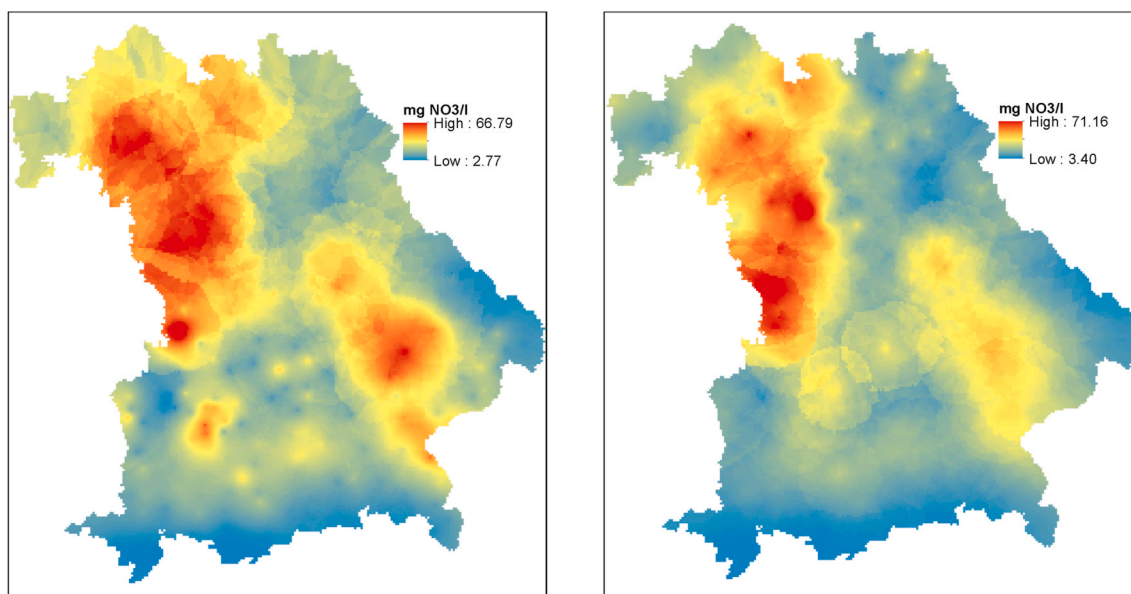 mg NO3/l
High : 66.79
Low : 2.77
mg NO3/l
High : 71.16
Low : 3.40